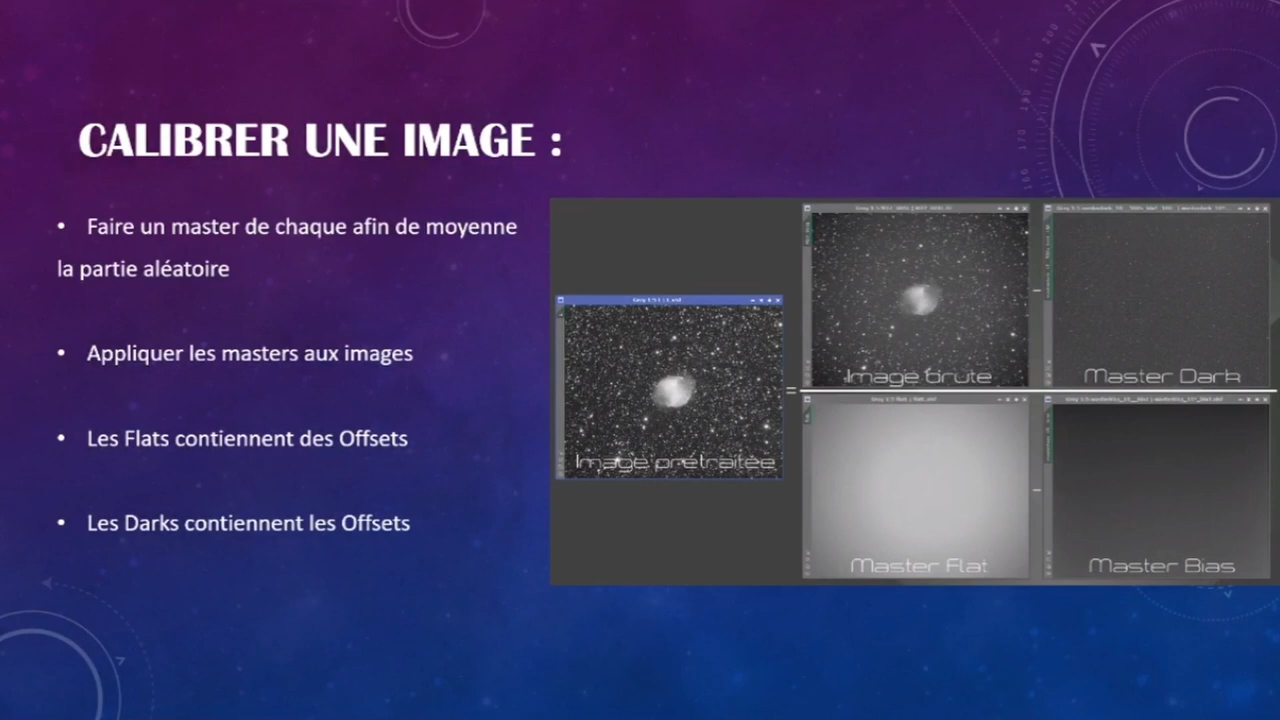 CALIBRER UNE IMAGE :
• Faire un master de chaque afin de moyenne
la partie aléatoire
• Appliquer les masters aux images
• Les Flats contiennent des Offsets
• Les Darks contiennent les Offsets
Image prétraitée
=
Image brute
-
Master Dark
Master Flat
-
Master Bias